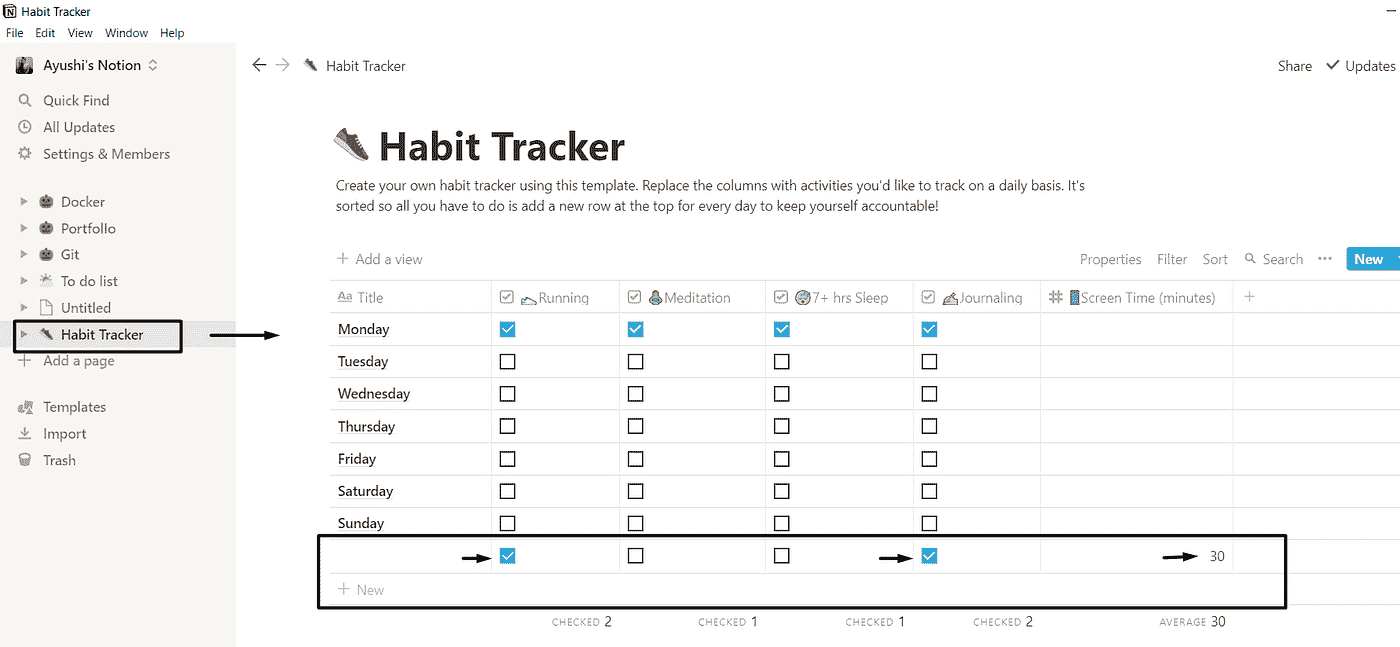 Habit Tracker
File Edit View Window Help
Ayushi's Notion
Quick Find
All Updates
Settings & Members
Docker
Portfollo
Git
To do list
Untitled
Habit Tracker
Add a page
Templates
Import
Trash
Habit Tracker
Share Updates
Habit Tracker
Create your own habit tracker using this template. Replace the columns with activities you'd like to track on a daily basis. It's
sorted so all you have to do is add a new row at the top for every day to keep yourself accountable!
+ Add a view Properties Filter Sort Search ••• New
Aa Title Running Meditation 7+ hrs Sleep Journaling # Screen Time (minutes) +
Monday
Tuesday
Wednesday
Thursday
Friday
Saturday
Sunday
30
+ New
CHECKED 2 CHECKED 1 CHECKED 1 CHECKED 2 AVERAGE 30